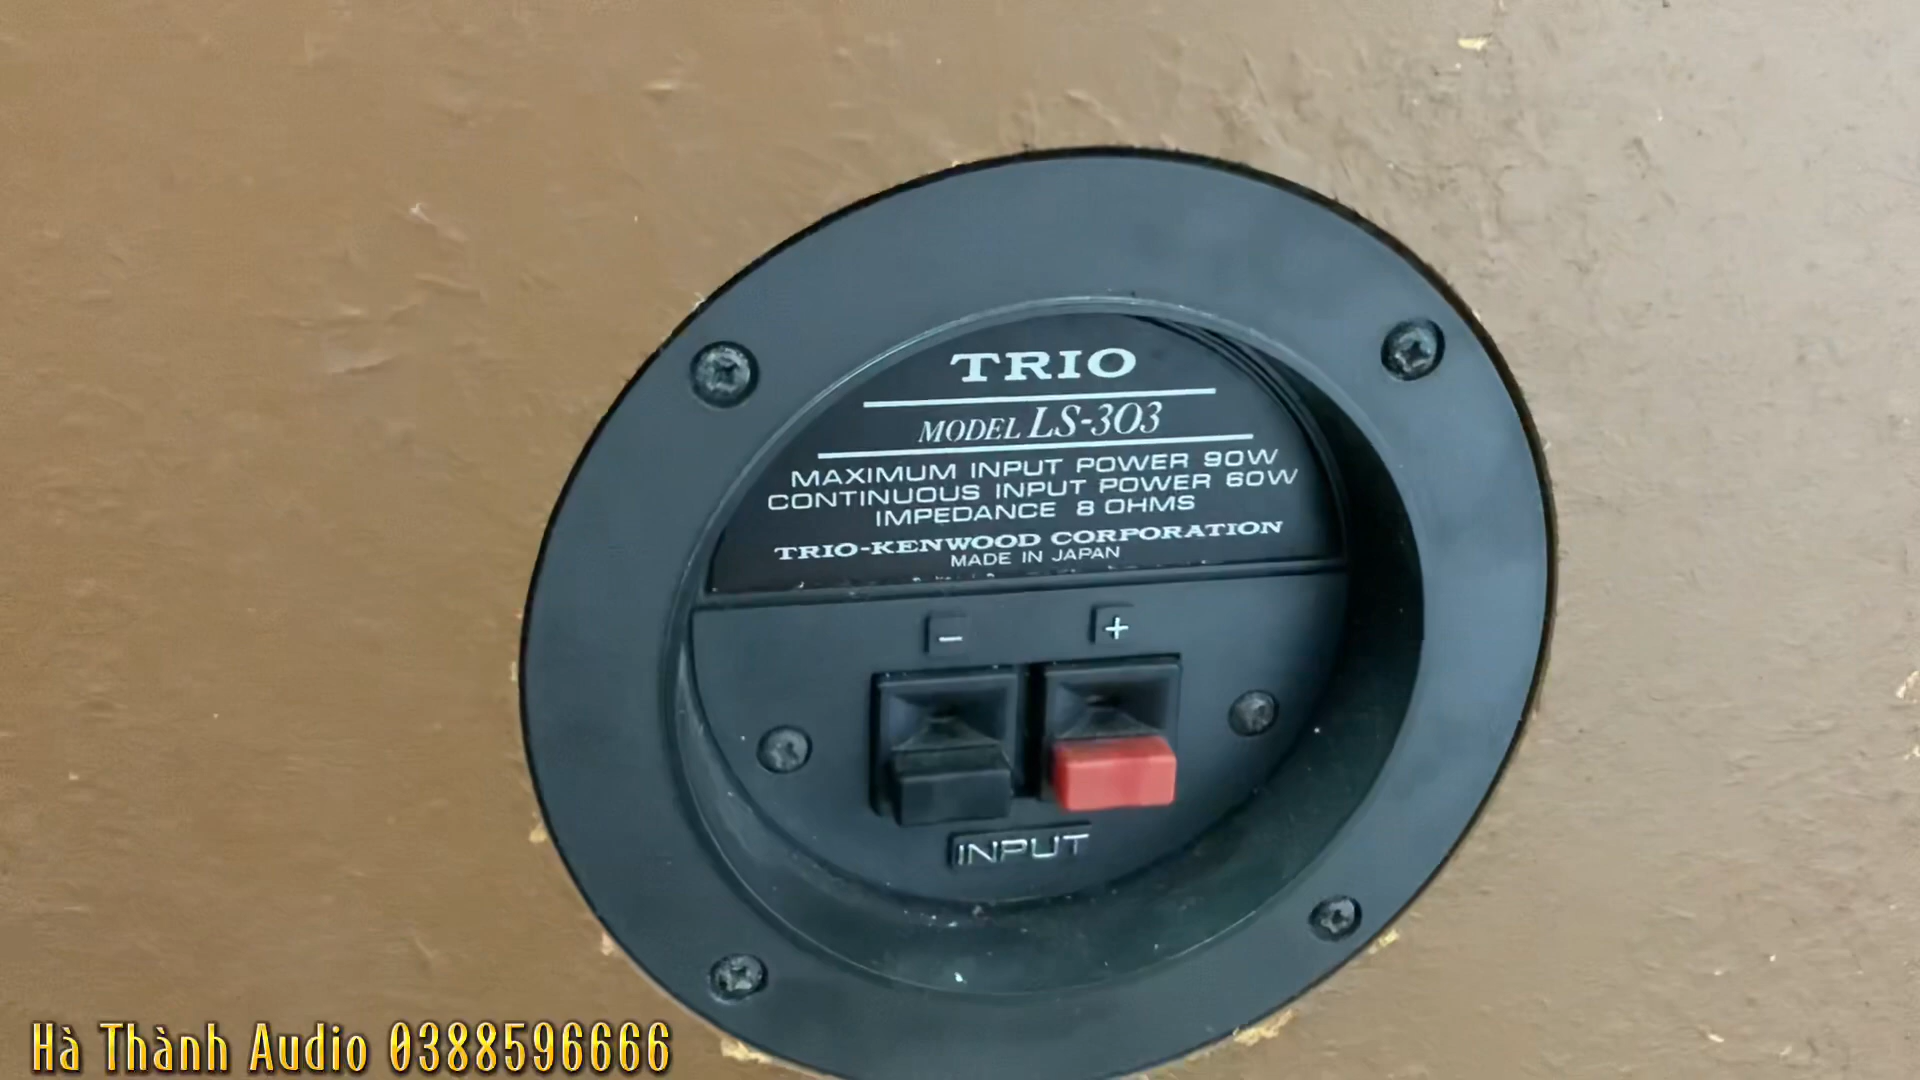 TRIO
MODEL LS-303
MAXIMUM INPUT POWER 90W
CONTINUOUS INPUT POWER 60W
IMPEDANCE 8 OHMS
TRIO-KENWOOD CORPORATION
MADE IN JAPAN
- +
INPUT
Hà Thành Audio 0388596666